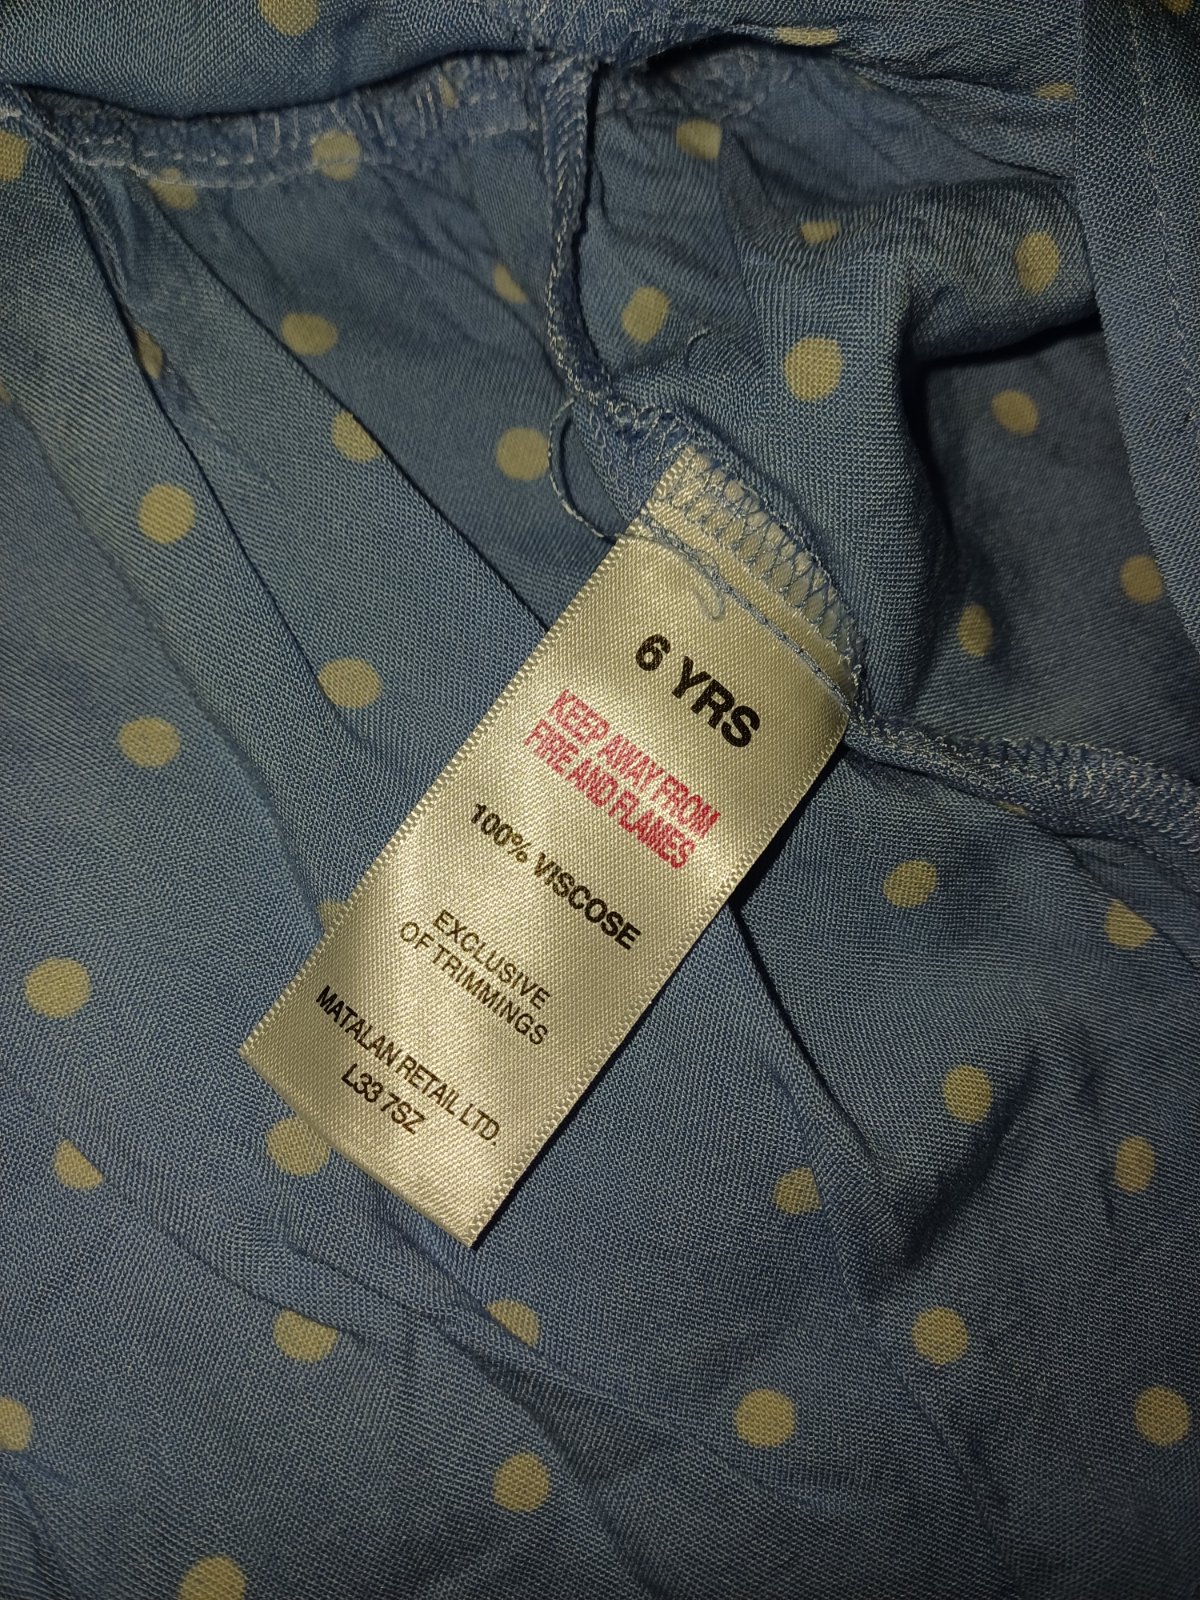 6 YRS
KEEP AWAY FROM
FIRE AND FLAMES
100% VISCOSE
EXCLUSIVE
OF TRIMMINGS
MATALAN RETAIL LTD.
L33 7SZ